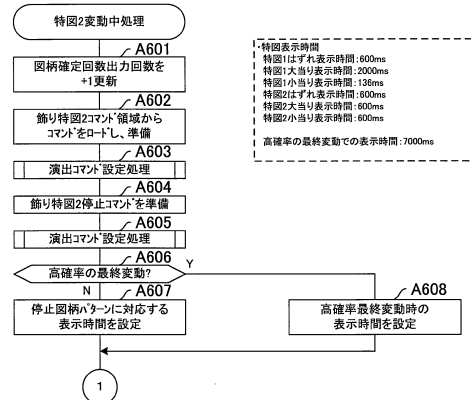 特図2変動中処理
A601
図柄確定回数出力回数を
+1更新
A602
飾り特図2コマンド領域から
コマンドをロードし、準備
A603
演出コマンド設定処理
A604
飾り特図2停止コマンドを準備
A605
演出コマンド設定処理
A606
高確率の最終変動?
Y
N
A607
停止図柄パターンに対応する
表示時間を設定
A608
高確率最終変動時の
表示時間を設定
1
・特図表示時間
特図1はずれ表示時間:600ms
特図1大当り表示時間:2000ms
特図1小当り表示時間:136ms
特図2はずれ表示時間:600ms
特図2大当り表示時間:600ms
特図2小当り表示時間:600ms
高確率の最終変動での表示時間:7000ms